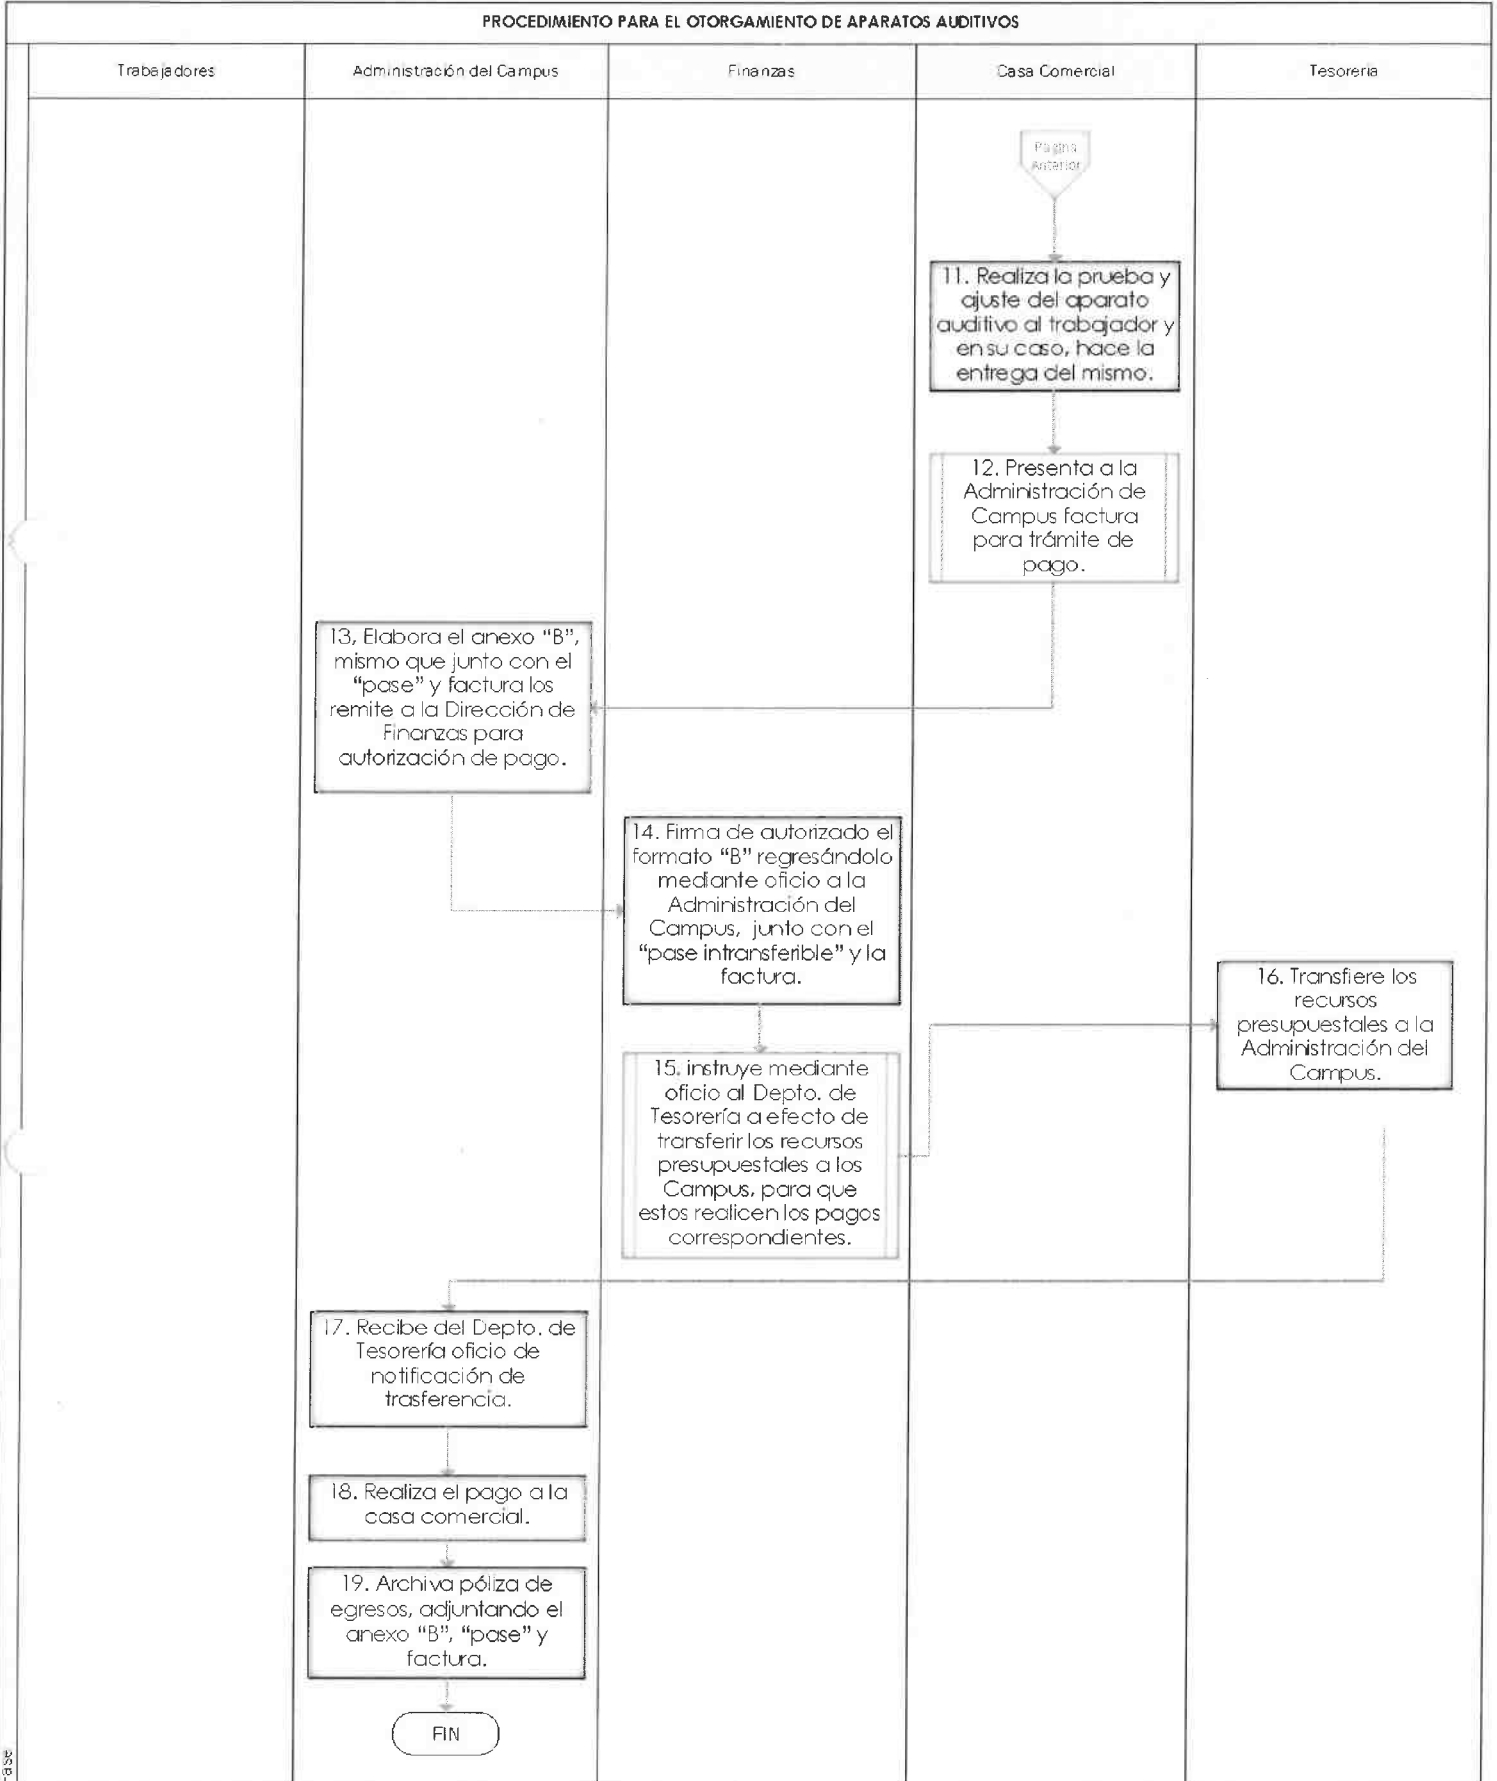 PROCEDIMIENTO PARA EL OTORGAMIENTO DE APARATOS AUDITIVOS
Trabajadores
Administración del Campus
Finanzas
Casa Comercial
Tesoreria
Pagina
Anterior
11. Realiza la prueba y
ajuste del aparato
auditivo al trabajador y
en su caso, hace la
entrega del mismo.
12. Presenta a la
Administración de
Campus factura
para trámite de
pago.
13, Elabora el anexo “B”,
mismo que junto con el
“pase” y factura los
remite a la Dirección de
Finanzas para
autorización de pago.
14. Firma de autorizado el
formato “B” regresándolo
mediante oficio a la
Administración del
Campus, junto con el
“pase intransferible” y la
factura.
15. instruye mediante
oficio al Depto. de
Tesorería a efecto de
transferir los recursos
presupuestales a los
Campus, para que
estos realicen los pagos
correspondientes.
16. Transfiere los
recursos
presupuestales a la
Administración del
Campus.
17. Recibe del Depto. de
Tesorería oficio de
notificación de
trasferencia.
18. Realiza el pago a la
casa comercial.
19. Archiva póliza de
egresos, adjuntando el
anexo “B”, “pase” y
factura.
FIN